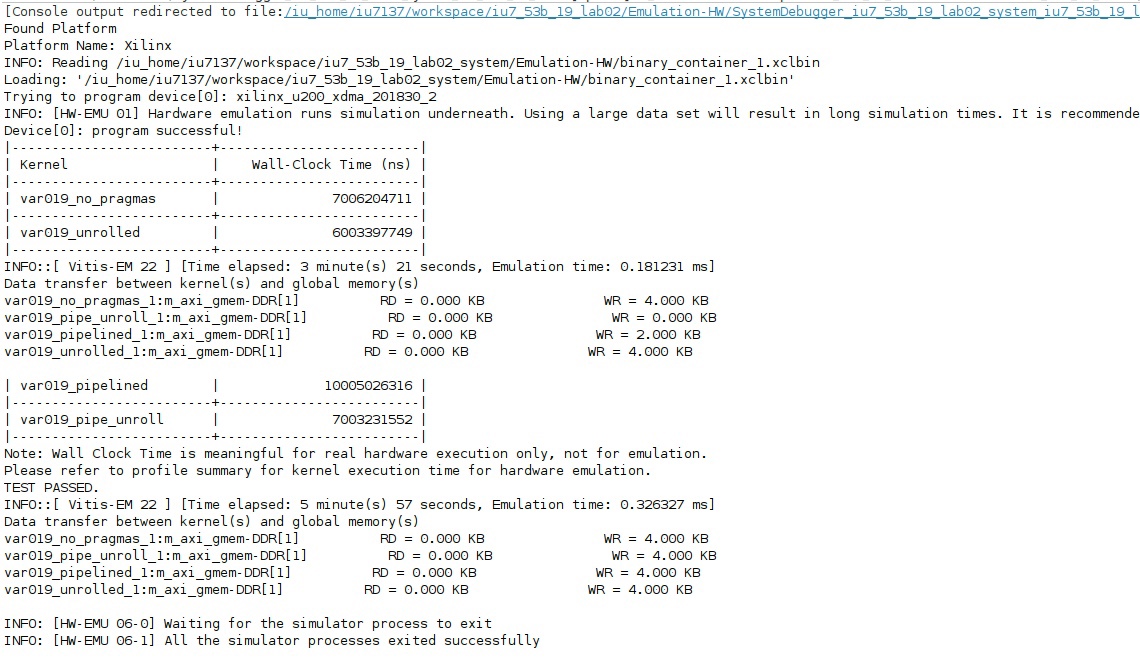 [Console output redirected to file:/iu_home/iu7137/workspace/iu7_53b_19_lab02/Emulation-HW/SystemDebugger_iu7_53b_19_lab02_system_iu7_53b_19_l
Found Platform
Platform Name: Xilinx
INFO: Reading /iu_home/iu7137/workspace/iu7_53b_19_lab02_system/Emulation-HW/binary_container_1.xclbin
Loading: '/iu_home/iu7137/workspace/iu7_53b_19_lab02_system/Emulation-HW/binary_container_1.xclbin'
Trying to program device[0]: xilinx_u200_xdma_201830_2
INFO: [HW-EMU 01] Hardware emulation runs simulation underneath. Using a large data set will result in long simulation times. It is recommende
Device[0]: program successful!
|-------------------------+-------------------------|
| Kernel                  |    Wall-Clock Time (ns) |
|-------------------------+-------------------------|
| var019_no_pragmas       |              7006204711 |
|-------------------------+-------------------------|
| var019_unrolled         |              6003397749 |
|-------------------------+-------------------------|
INFO::[ Vitis-EM 22 ] [Time elapsed: 3 minute(s) 21 seconds, Emulation time: 0.181231 ms]
Data transfer between kernel(s) and global memory(s)
var019_no_pragmas_1:m_axi_gmem-DDR[1]          RD = 0.000 KB               WR = 4.000 KB
var019_pipe_unroll_1:m_axi_gmem-DDR[1]          RD = 0.000 KB               WR = 0.000 KB
var019_pipelined_1:m_axi_gmem-DDR[1]          RD = 0.000 KB               WR = 2.000 KB
var019_unrolled_1:m_axi_gmem-DDR[1]          RD = 0.000 KB               WR = 4.000 KB

| var019_pipelined        |             10005026316 |
|-------------------------+-------------------------|
| var019_pipe_unroll      |              7003231552 |
|-------------------------+-------------------------|
Note: Wall Clock Time is meaningful for real hardware execution only, not for emulation.
Please refer to profile summary for kernel execution time for hardware emulation.
TEST PASSED.
INFO::[ Vitis-EM 22 ] [Time elapsed: 5 minute(s) 57 seconds, Emulation time: 0.326327 ms]
Data transfer between kernel(s) and global memory(s)
var019_no_pragmas_1:m_axi_gmem-DDR[1]          RD = 0.000 KB               WR = 4.000 KB
var019_pipe_unroll_1:m_axi_gmem-DDR[1]          RD = 0.000 KB               WR = 4.000 KB
var019_pipelined_1:m_axi_gmem-DDR[1]          RD = 0.000 KB               WR = 4.000 KB
var019_unrolled_1:m_axi_gmem-DDR[1]          RD = 0.000 KB               WR = 4.000 KB

INFO: [HW-EMU 06-0] Waiting for the simulator process to exit
INFO: [HW-EMU 06-1] All the simulator processes exited successfully